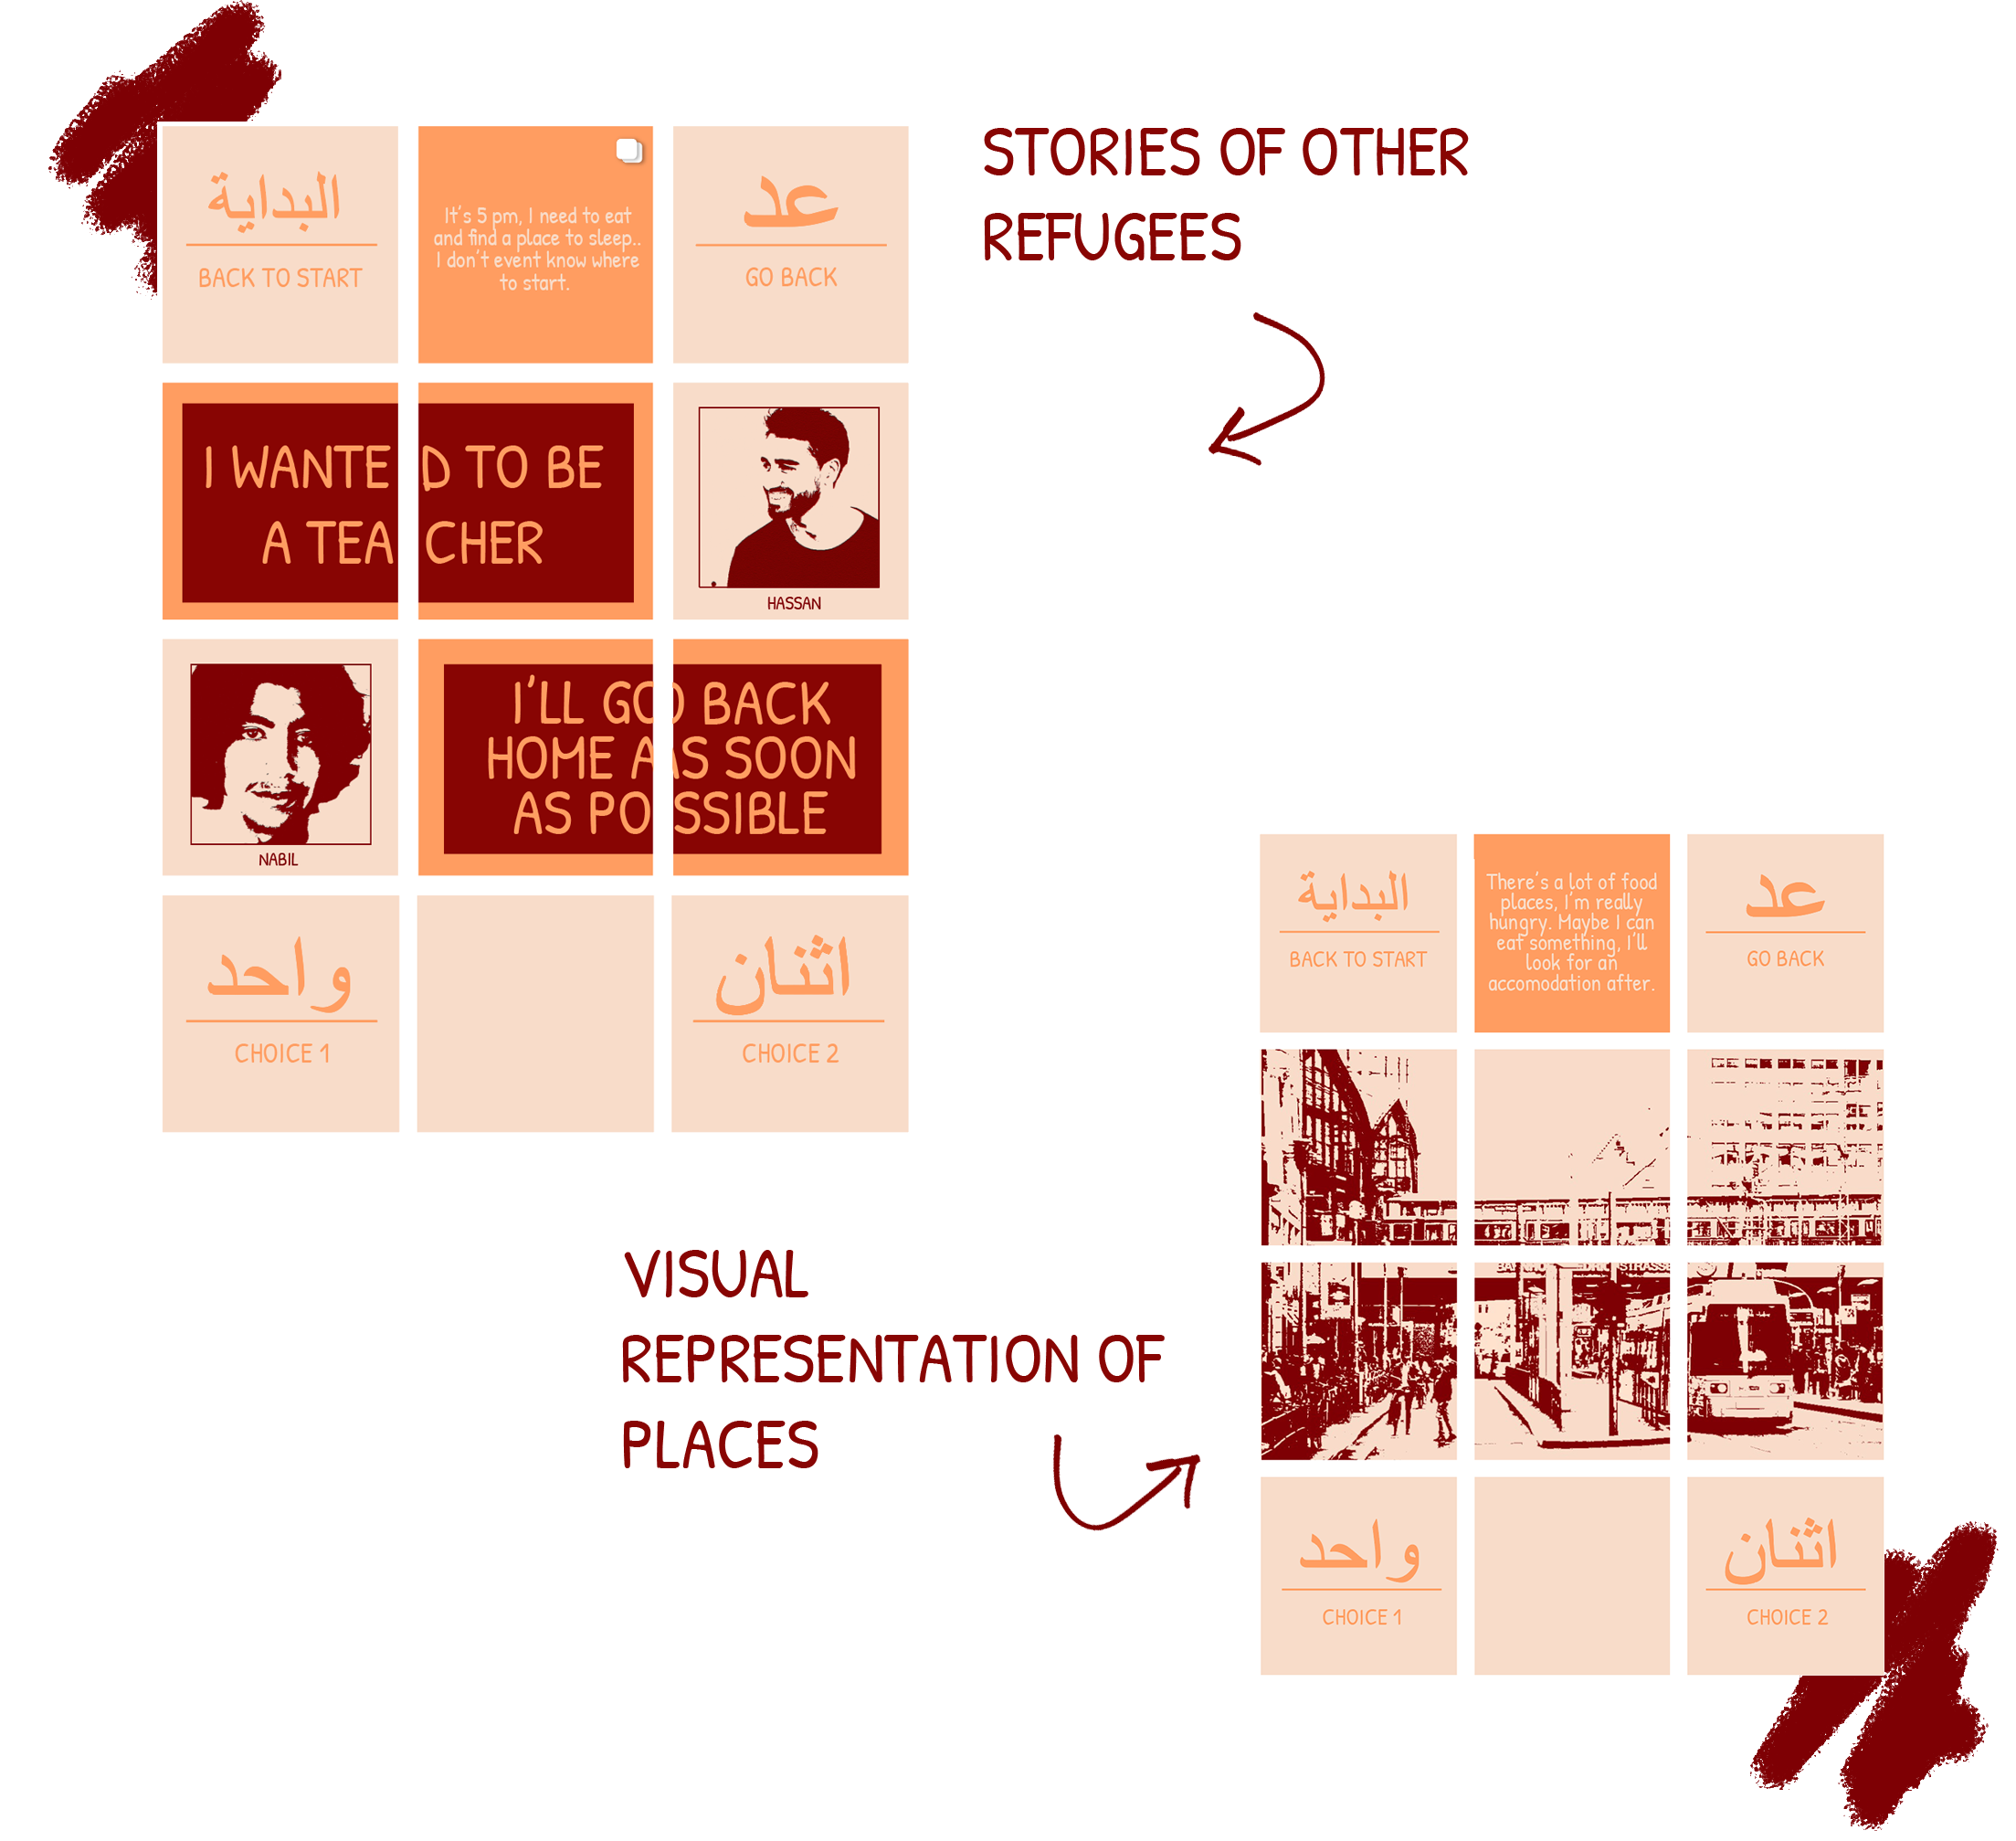 STORIES OF OTHER
REFUGEES
البداية
BACK TO START
It's 5 pm, I need to eat
and find a place to sleep..
I don't event know where
to start.
عد
GO BACK
I WANTED TO BE
A TEACHER
HASSAN
NABIL
I'LL GO BACK
HOME AS SOON
AS POSSIBLE
واحد
CHOICE 1
اثنان
CHOICE 2
VISUAL
REPRESENTATION OF
PLACES
البداية
BACK TO START
There's a lot of food
places, I'm really
hungry. Maybe I can
eat something, I'll
look for an
accomodation after.
عد
GO BACK
واحد
CHOICE 1
اثنان
CHOICE 2